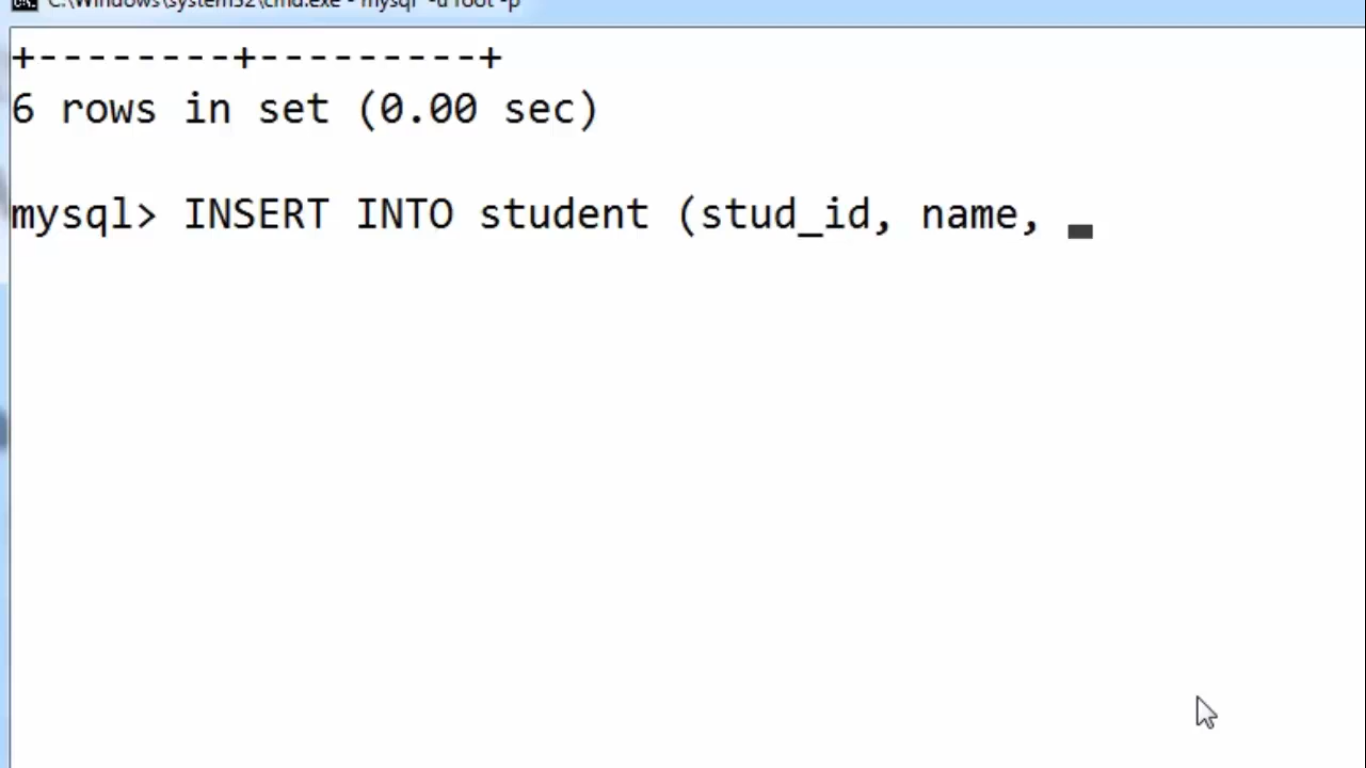 C:\Windows\system32\cmd.exe - mysql -u root -p
+--------+---------+
6 rows in set (0.00 sec)
mysql> INSERT INTO student (stud_id, name,